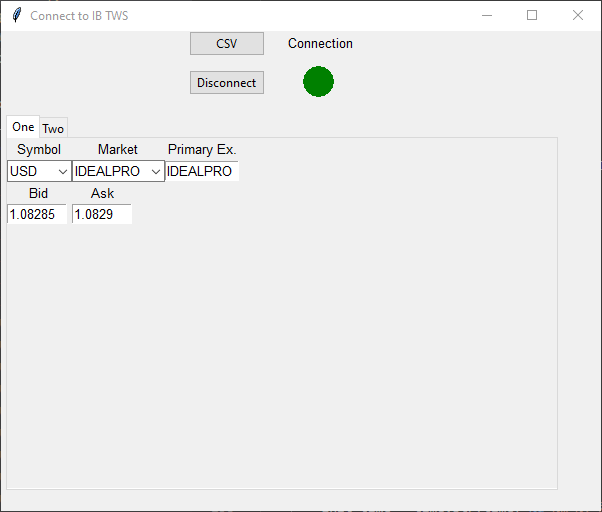 Connect to IB TWS
CSV Connection
Disconnect
One Two
Symbol Market Primary Ex.
USD IDEALPRO IDEALPRO
Bid Ask
1.08285 1.0829